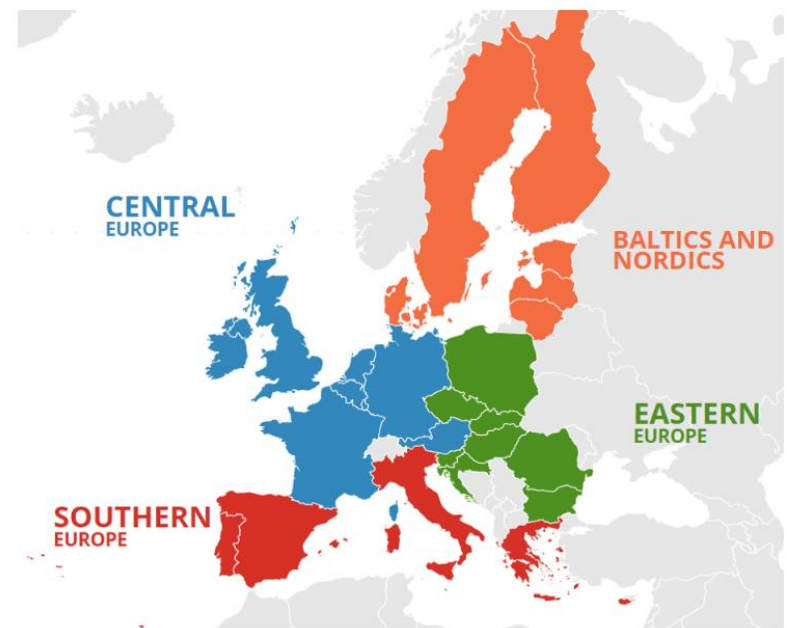 CENTRAL
EUROPE
BALTICS AND
NORDICS
EASTERN
EUROPE
SOUTHERN
EUROPE